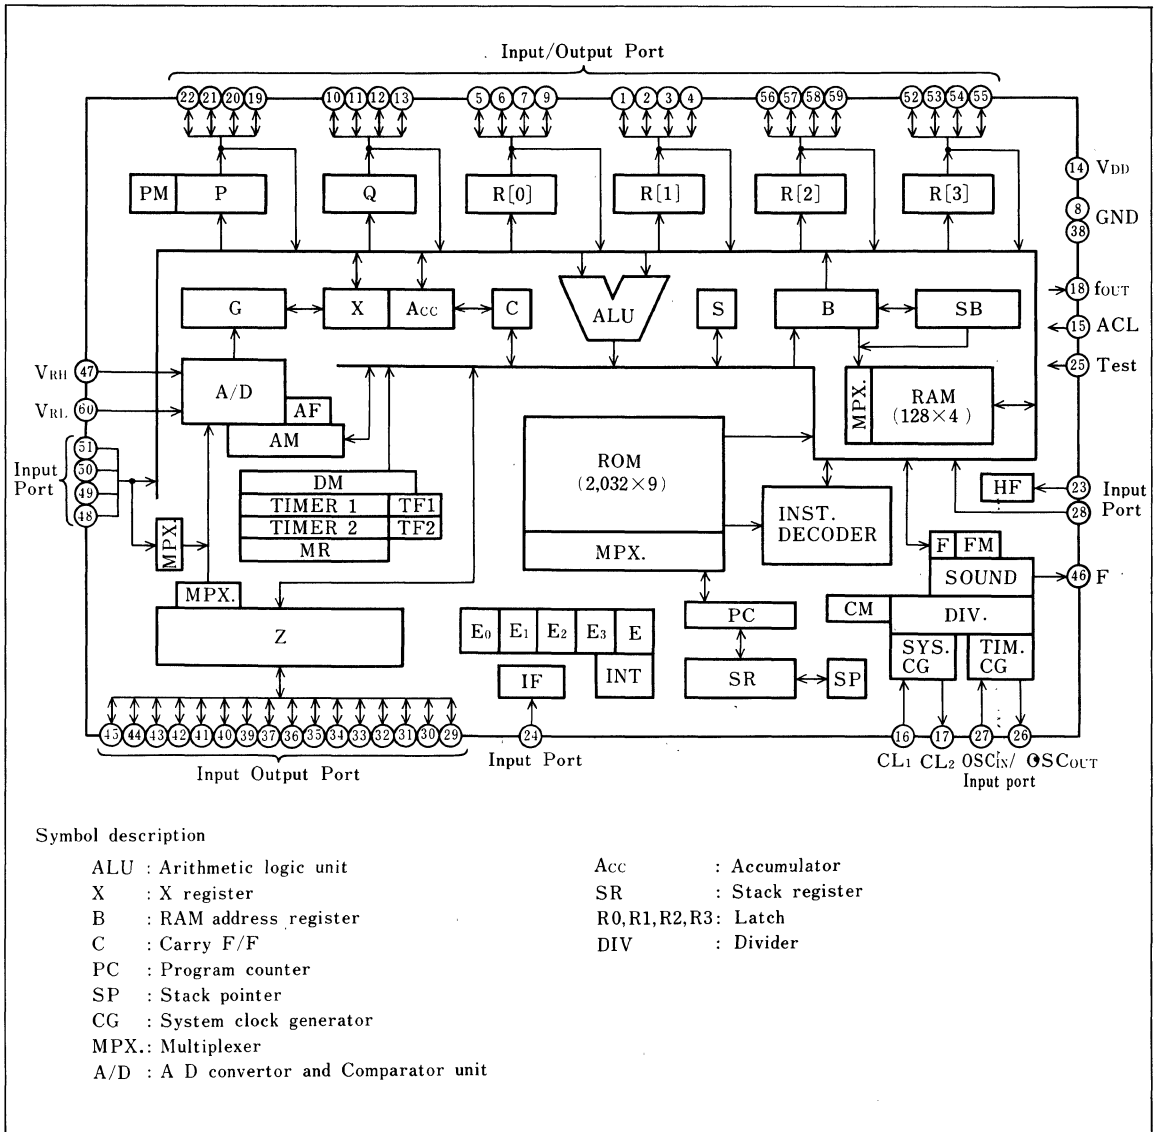 Input/Output Port
22 21 20 19 10 11 12 13 5 6 7 9 1 2 3 4 56 57 58 59 52 53 54 55
14 VDD
PM P Q R[0] R[1] R[2] R[3]
8 GND
38
G X ACC C ALU S B SB
18 fOUT
15 ACL
25 Test
VRH 47
A/D
VRL 60
AF
AM
MPX.
RAM
(128×4)
51
50
49
48
Input
Port
ROM
(2,032×9)
DM
TIMER 1 TF1
TIMER 2 TF2
MR
MPX.
MPX.
INST.
DECODER
HF
23 Input
28 Port
F FM
SOUND
46 F
MPX.
Z
E0 E1 E2 E3 E
INT
IF
PC
SR SP
CM DIV.
SYS.
CG
TIM.
CG
45 44 43 42 41 40 39 37 36 35 34 33 32 31 30 29 24 16 17 27 26
Input Output Port
Input Port
CL1 CL2 OSCIN/ OSCOUT
Input port
Symbol description
ALU : Arithmetic logic unit
X : X register
B : RAM address register
C : Carry F/F
PC : Program counter
SP : Stack pointer
CG : System clock generator
MPX.: Multiplexer
A/D : A D convertor and Comparator unit
ACC : Accumulator
SR : Stack register
R0,R1,R2,R3: Latch
DIV : Divider